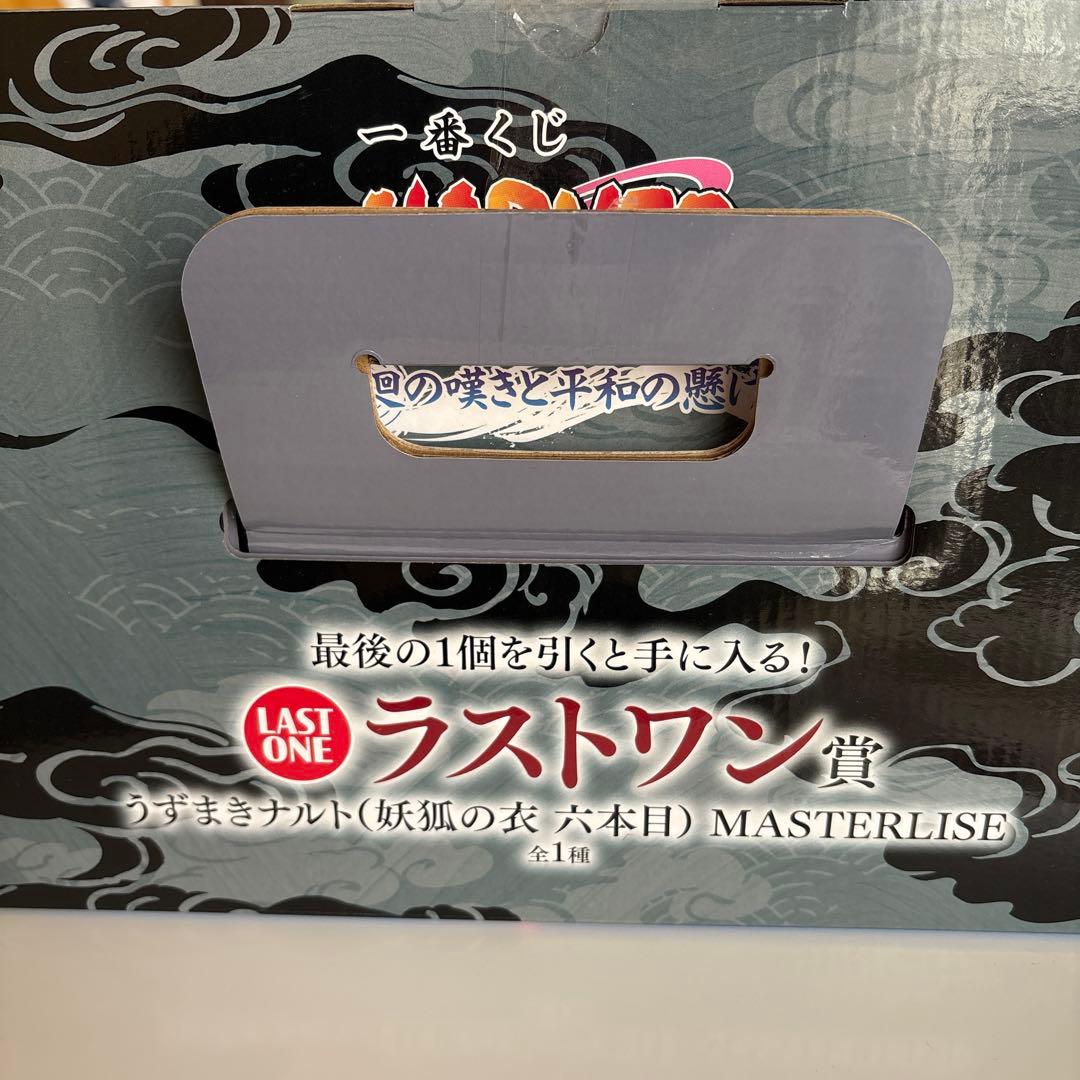 一番くじ
の嘆きと平和の懸
最後の1個を引くと手に入る!
LAST ONE ラストワン賞
うずまきナルト(妖狐の衣 六本目) MASTERLISE
全1種